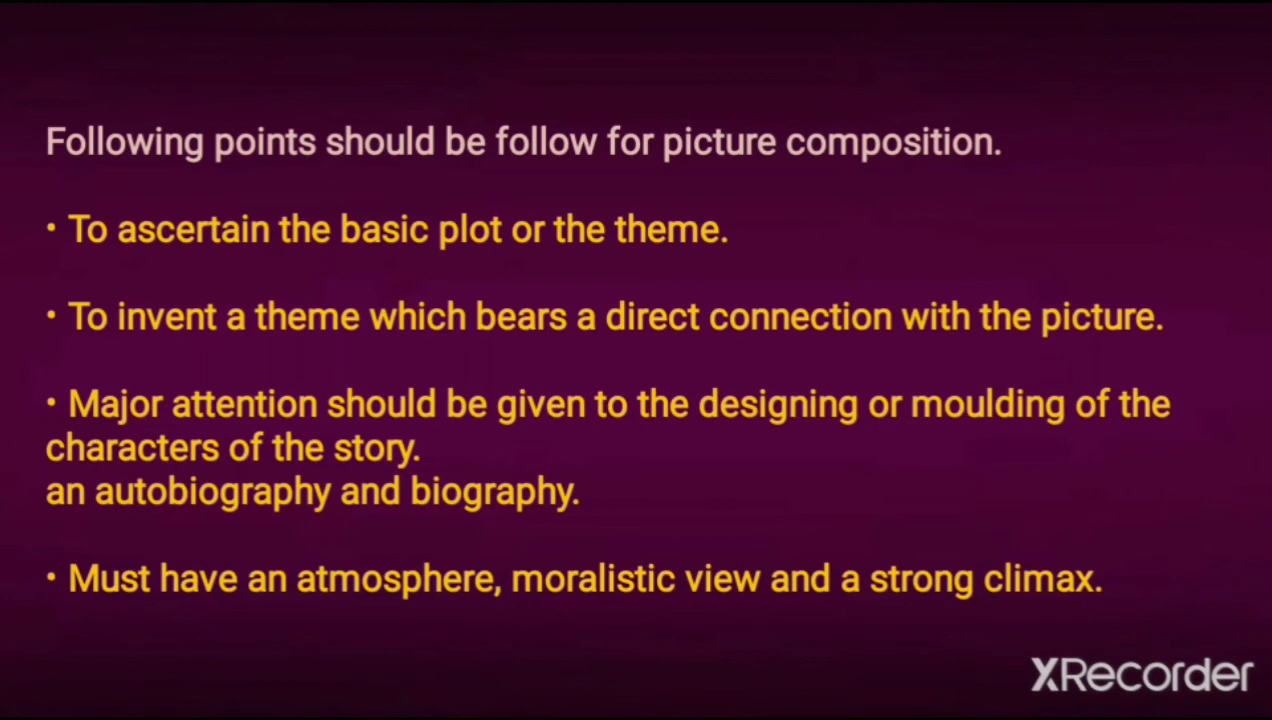 Following points should be follow for picture composition.
• To ascertain the basic plot or the theme.
• To invent a theme which bears a direct connection with the picture.
• Major attention should be given to the designing or moulding of the
characters of the story.
an autobiography and biography.
• Must have an atmosphere, moralistic view and a strong climax.
XRecorder